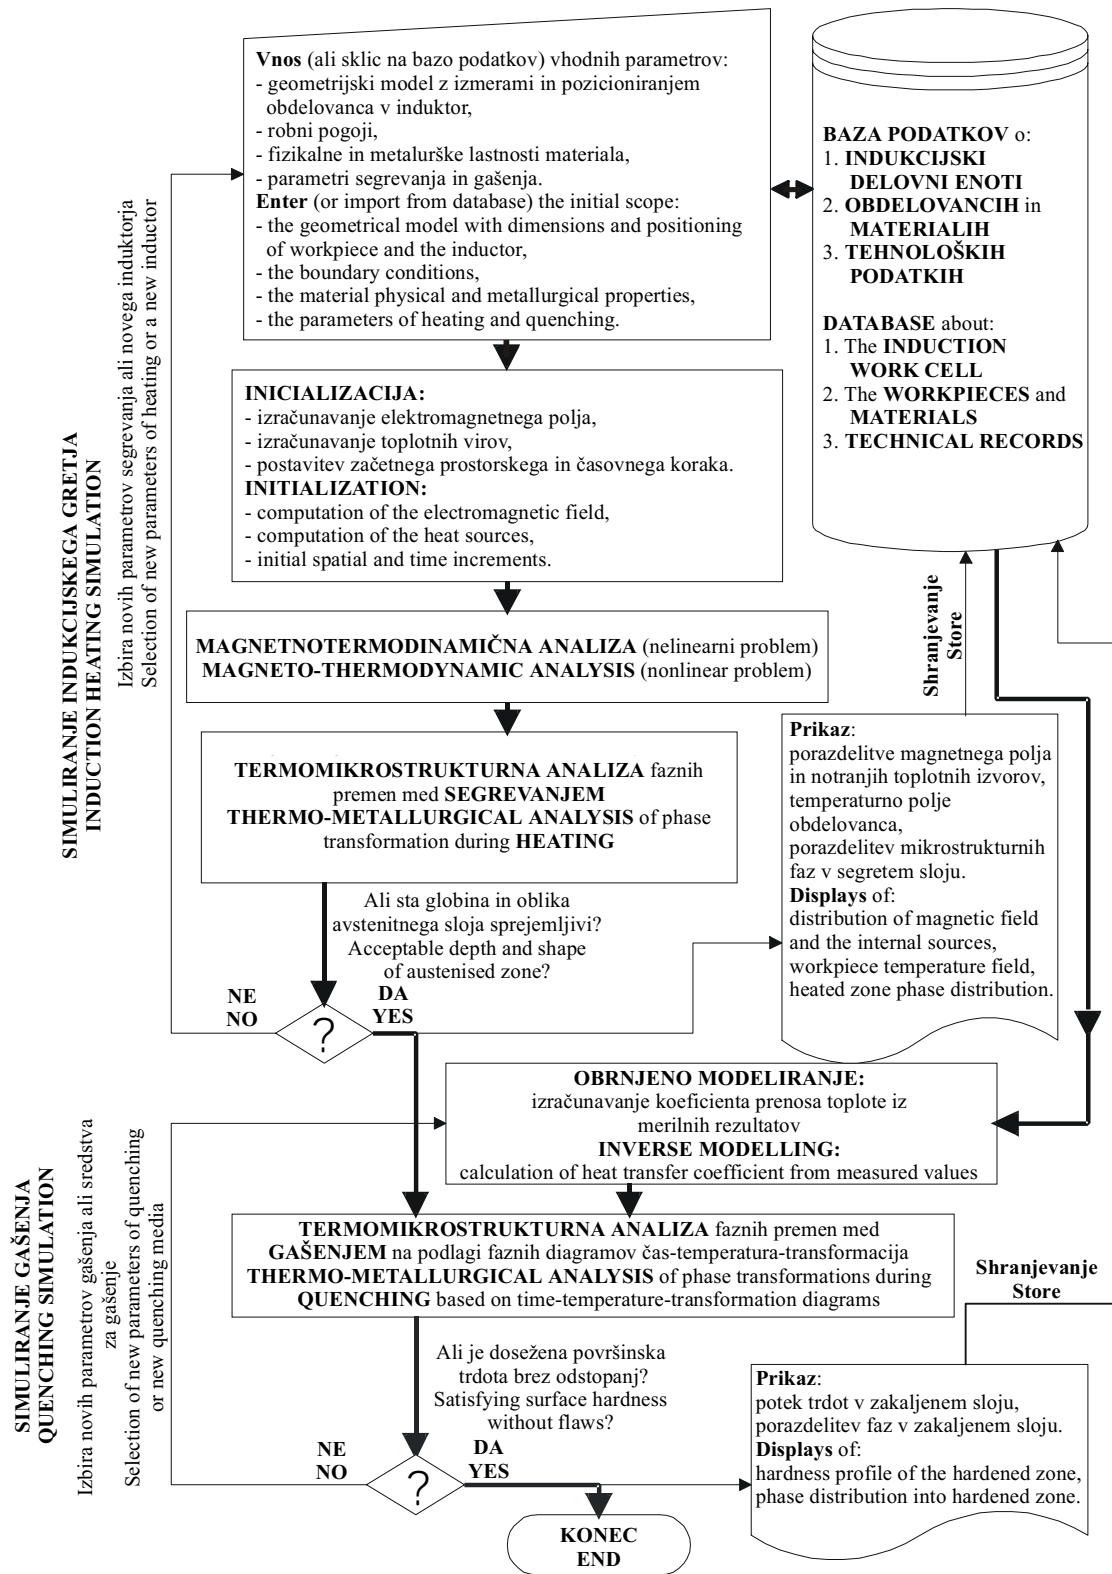 Vnos (ali sklic na bazo podatkov) vhodnih parametrov:
- geometrijski model z izmerami in pozicioniranjem
obdelovanca v induktor,
- robni pogoji,
- fizikalne in metalurške lastnosti materiala,
- parametri segrevanja in gašenja.
Enter (or import from database) the initial scope:
- the geometrical model with dimensions and positioning
of workpiece and the inductor,
- the boundary conditions,
- the material physical and metallurgical properties,
- the parameters of heating and quenching.
BAZA PODATKOV o:
1. INDUKCIJSKI
DELOVNI ENOTI
2. OBDELOVANCIH in
MATERIALIH
3. TEHNOLOŠKIH
PODATKIH
DATABASE about:
1. The INDUCTION
WORK CELL
2. The WORKPIECES and
MATERIALS
3. TECHNICAL RECORDS
SIMULIRANJE INDUKCIJSKEGA GRETJA
INDUCTION HEATING SIMULATION
Izbira novih parametrov segrevanja ali novega induktorja
Selection of new parameters of heating or a new inductor
INICIALIZACIJA:
- izračunavanje elektromagnetnega polja,
- izračunavanje toplotnih virov,
- postavitev začetnega prostorskega in časovnega koraka.
INITIALIZATION:
- computation of the electromagnetic field,
- computation of the heat sources,
- initial spatial and time increments.
MAGNETNOTERMODINAMIČNA ANALIZA (nelinearni problem)
MAGNETO-THERMODYNAMIC ANALYSIS (nonlinear problem)
Shranjevanje
Store
TERMOMIKROSTRUKTURNA ANALIZA faznih
premen med SEGREVANJEM
THERMO-METALLURGICAL ANALYSIS of phase
transformation during HEATING
Prikaz:
porazdelitve magnetnega polja
in notranjih toplotnih izvorov,
temperaturno polje
obdelovanca,
porazdelitev mikrostrukturnih
faz v segretem sloju.
Displays of:
distribution of magnetic field
and the internal sources,
workpiece temperature field,
heated zone phase distribution.
Ali sta globina in oblika
avstenitnega sloja sprejemljivi?
Acceptable depth and shape
of austenised zone?
NE
NO
?
DA
YES
OBRNJENO MODELIRANJE:
izračunavanje koeficienta prenosa toplote iz
merilnih rezultatov
INVERSE MODELLING:
calculation of heat transfer coefficient from measured values
SIMULIRANJE GAŠENJA
QUENCHING SIMULATION
Izbira novih parametrov gašenja ali sredstva
za gašenje
Selection of new parameters of quenching
or new quenching media
TERMOMIKROSTRUKTURNA ANALIZA faznih premen med
GAŠENJEM na podlagi faznih diagramov čas-temperatura-transformacija
THERMO-METALLURGICAL ANALYSIS of phase transformations during
QUENCHING based on time-temperature-transformation diagrams
Shranjevanje
Store
Ali je dosežena površinska
trdota brez odstopanj?
Satisfying surface hardness
without flaws?
NE
NO
?
DA
YES
Prikaz:
potek trdot v zakaljenem sloju,
porazdelitev faz v zakaljenem sloju.
Displays of:
hardness profile of the hardened zone,
phase distribution into hardened zone.
KONEC
END